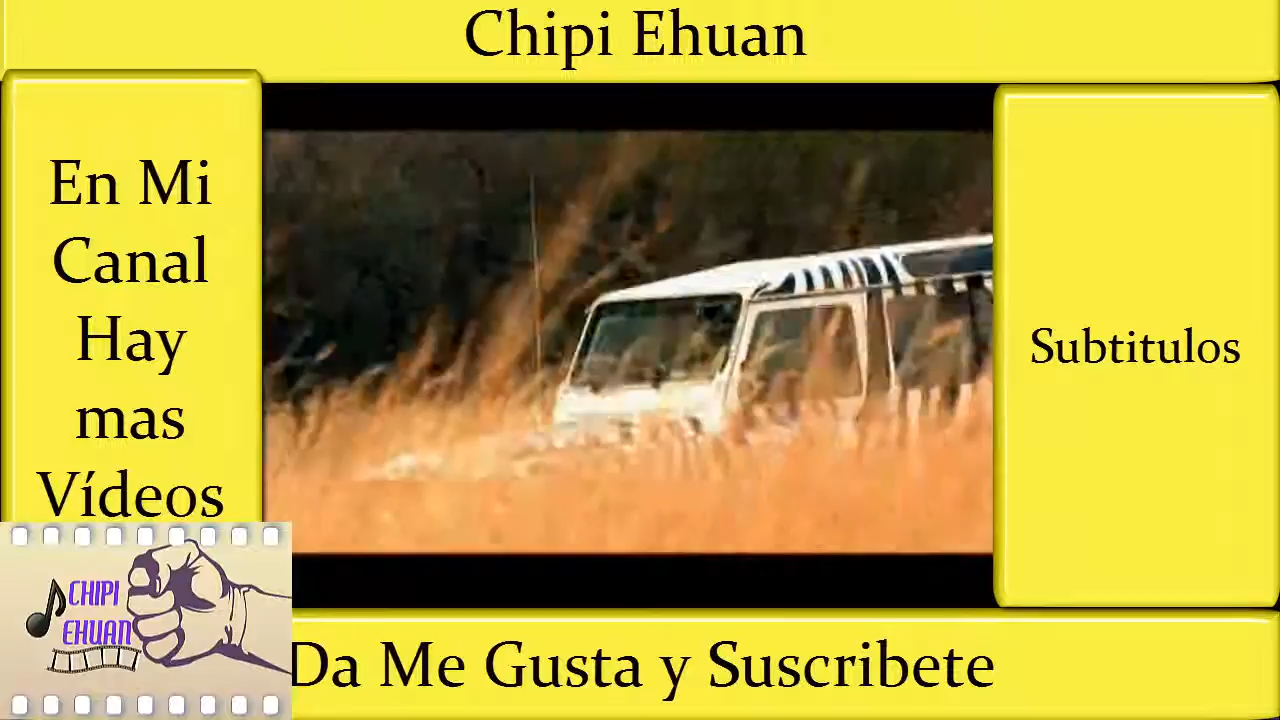 Chipi Ehuan
En Mi
Canal
Hay
mas
Vídeos
Subtitulos
CHIPI
EHUAN
Da Me Gusta y Suscribete